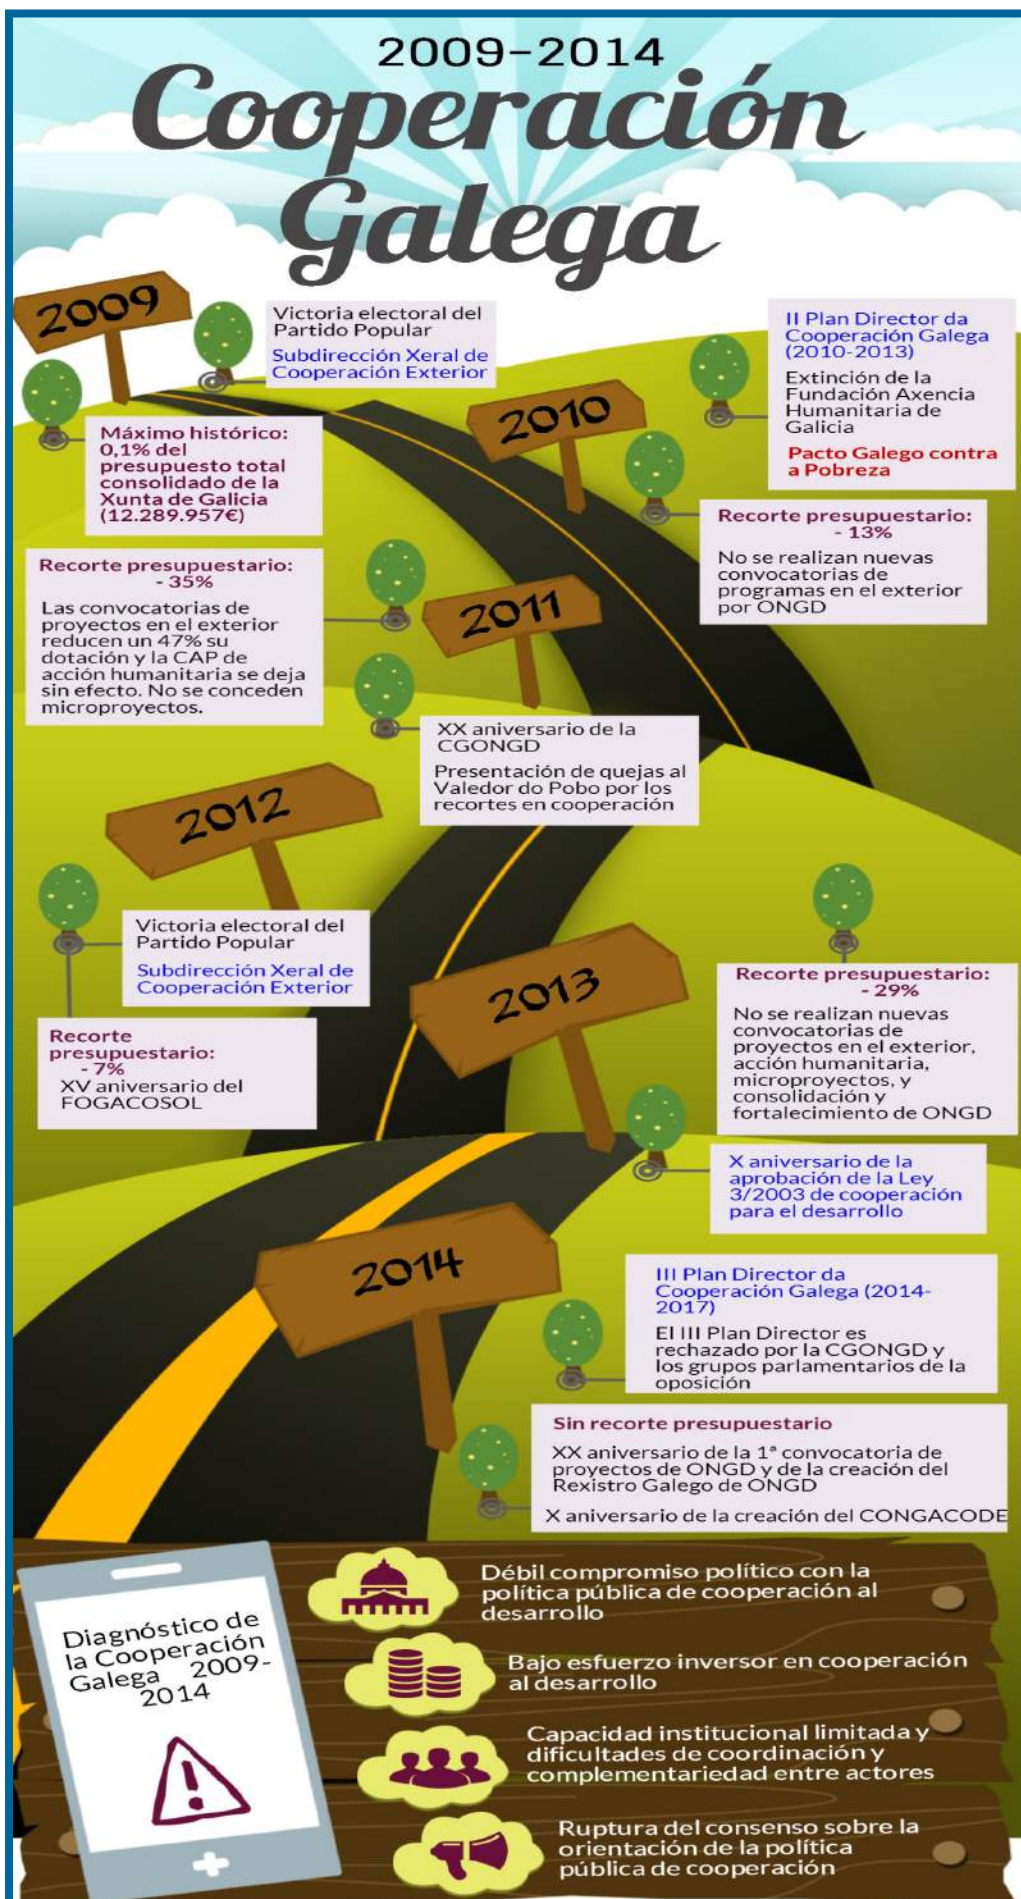 2009-2014
Cooperación
Galega
2009
Victoria electoral del
Partido Popular
Subdirección Xeral de
Cooperación Exterior
Máximo histórico:
0,1% del
presupuesto total
consolidado de la
Xunta de Galicia
(12.289.957€)
2010
II Plan Director da
Cooperación Galega
(2010-2013)
Extinción de la
Fundación Axencia
Humanitaria de
Galicia
Pacto Galego contra
a Pobreza
Recorte presupuestario:
- 13%
No se realizan nuevas
convocatorias de
programas en el exterior
por ONGD
Recorte presupuestario:
- 35%
Las convocatorias de
proyectos en el exterior
reducen un 47% su
dotación y la CAP de
acción humanitaria se deja
sin efecto. No se conceden
microproyectos.
2011
XX aniversario de la
CGONGD
Presentación de quejas al
Valedor do Pobo por los
recortes en cooperación
2012
Victoria electoral del
Partido Popular
Subdirección Xeral de
Cooperación Exterior
Recorte
presupuestario:
- 7%
XV aniversario del
FOGACOSOL
2013
Recorte presupuestario:
- 29%
No se realizan nuevas
convocatorias de
proyectos en el exterior,
acción humanitaria,
microproyectos, y
consolidación y
fortalecimiento de ONGD
X aniversario de la
aprobación de la Ley
3/2003 de cooperación
para el desarrollo
2014
III Plan Director da
Cooperación Galega (2014-
2017)
El III Plan Director es
rechazado por la CGONGD y
los grupos parlamentarios de la
oposición
Sin recorte presupuestario
XX aniversario de la 1ª convocatoria de
proyectos de ONGD y de la creación del
Rexistro Galego de ONGD
X aniversario de la creación del CONGACODE
Diagnóstico de
la Cooperación
Galega 2009-
2014
Débil compromiso político con la
política pública de cooperación al
desarrollo
Bajo esfuerzo inversor en cooperación
al desarrollo
Capacidad institucional limitada y
dificultades de coordinación y
complementariedad entre actores
Ruptura del consenso sobre la
orientación de la política
pública de cooperación